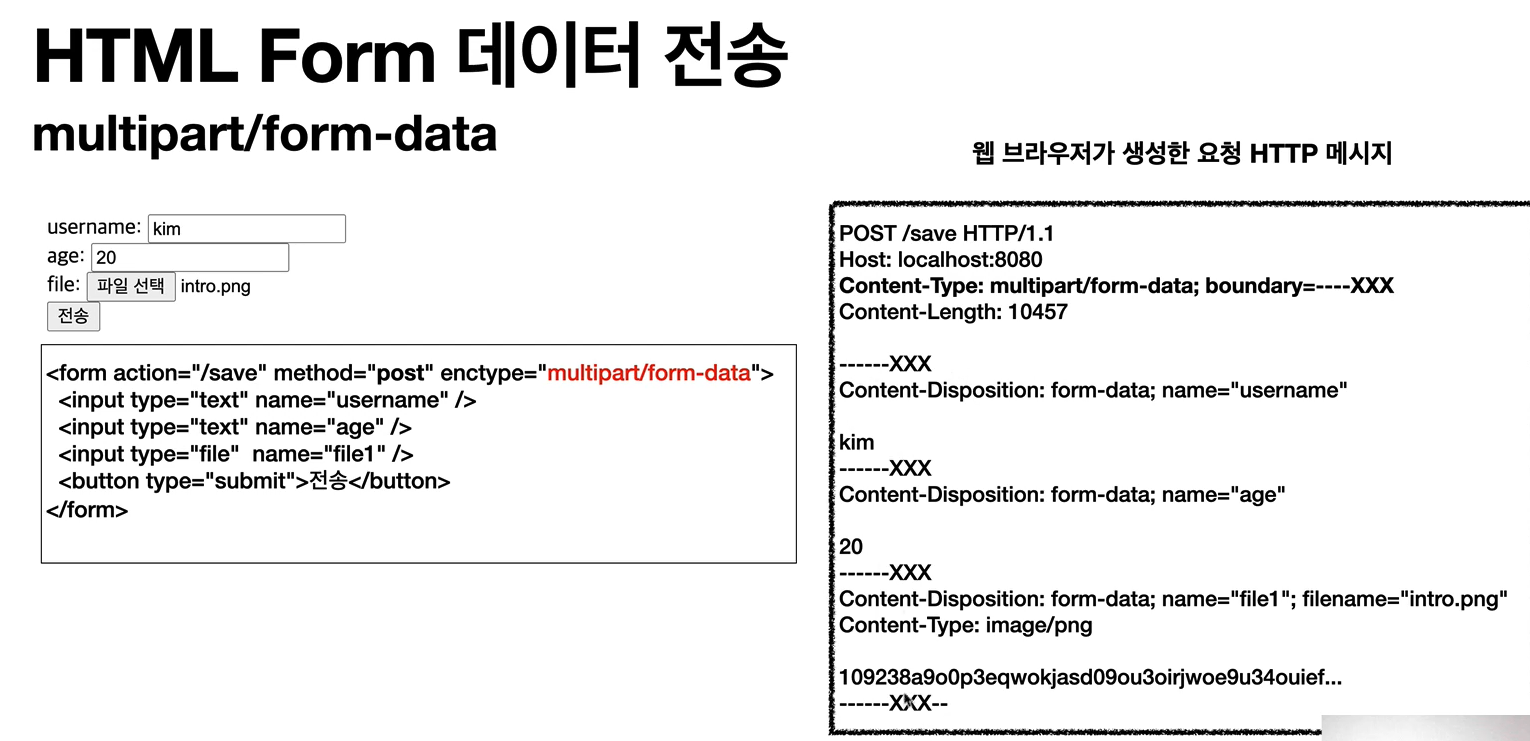 HTML Form 데이터 전송
multipart/form-data
username: kim
age: 20
file: 파일 선택 intro.png
전송
<form action="/save" method="post" enctype="multipart/form-data">
<input type="text" name="username" />
<input type="text" name="age" />
<input type="file"  name="file1" />
<button type="submit">전송</button>
</form>
웹 브라우저가 생성한 요청 HTTP 메시지
POST /save HTTP/1.1
Host: localhost:8080
Content-Type: multipart/form-data; boundary=----XXX
Content-Length: 10457
------XXX
Content-Disposition: form-data; name="username"
kim
------XXX
Content-Disposition: form-data; name="age"
20
------XXX
Content-Disposition: form-data; name="file1"; filename="intro.png"
Content-Type: image/png
109238a9o0p3eqwokjasd09ou3oirjwoe9u34ouief...
------XXX--